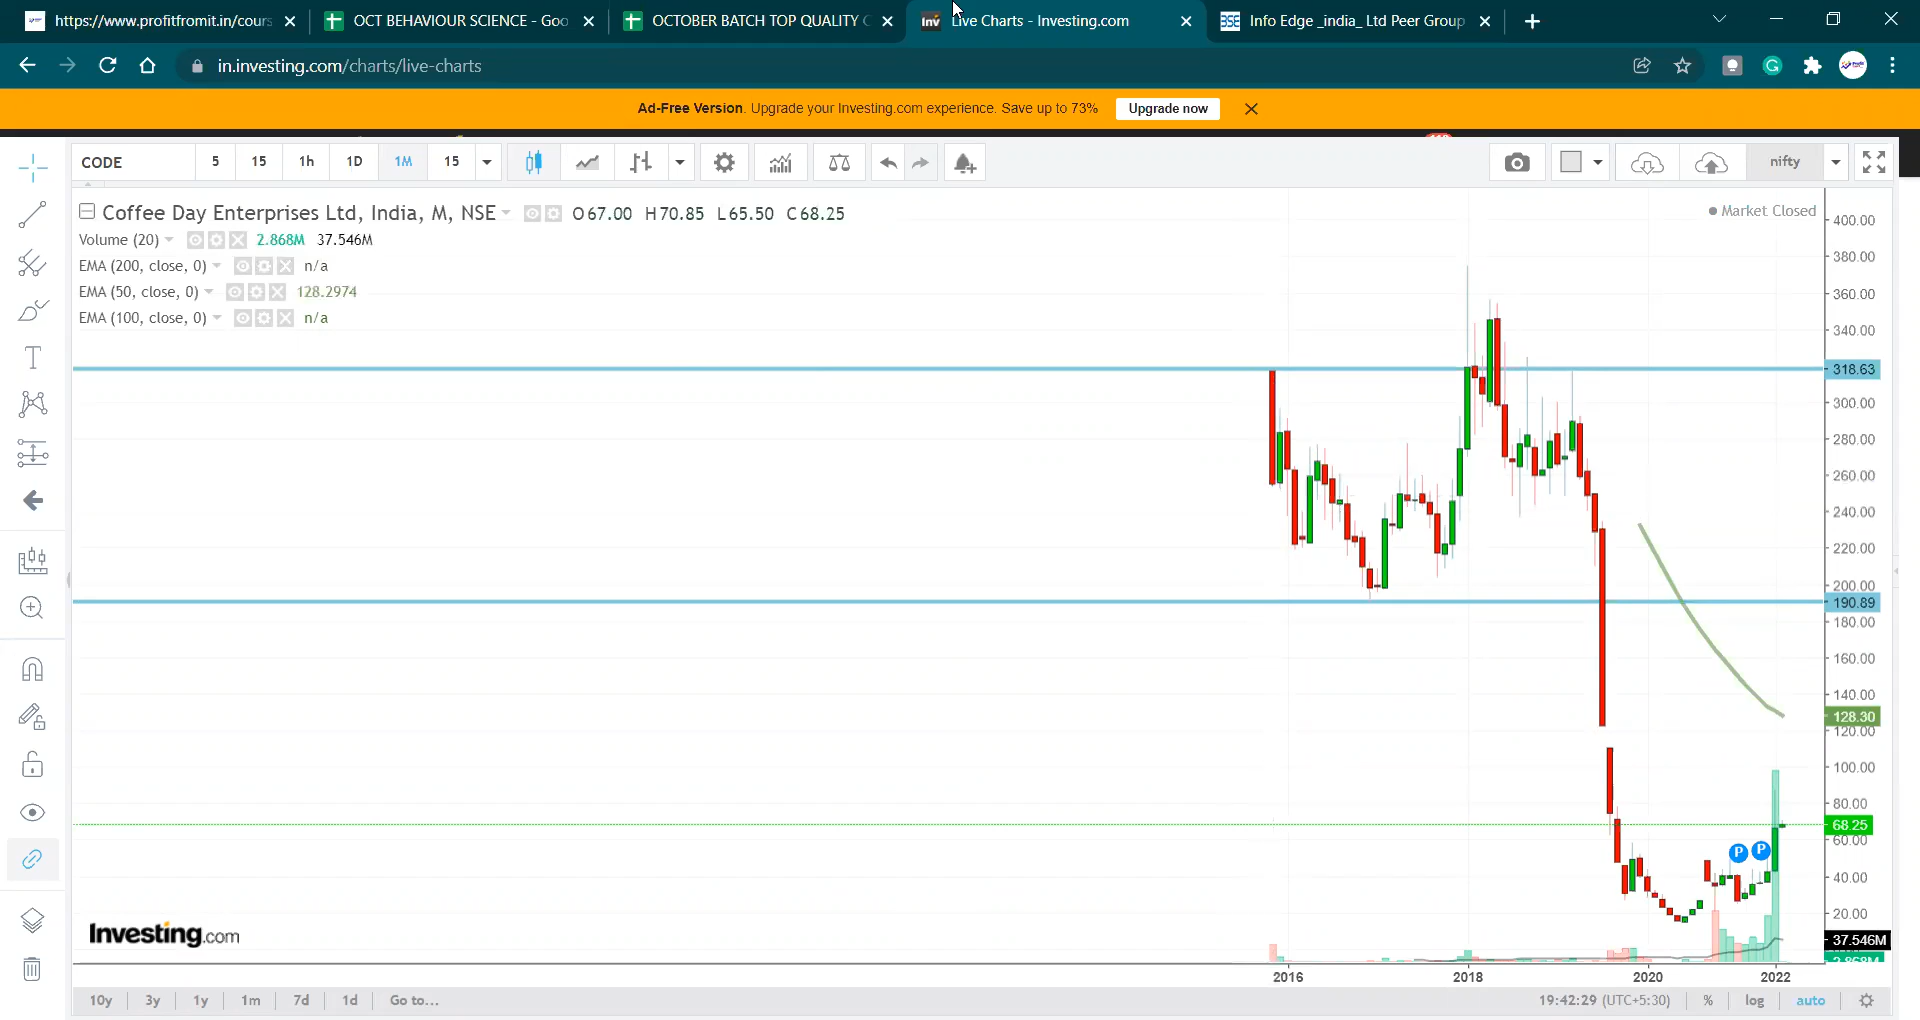 https://www.profitfromit.in/cours
OCT BEHAVIOUR SCIENCE - Goo
OCTOBER BATCH TOP QUALITY C
Inv
Live Charts - Investing.com
BSE
Info Edge _india_ Ltd Peer Group
in.investing.com/charts/live-charts
Ad-Free Version. Upgrade your Investing.com experience. Save up to 73%
Upgrade now
CODE
5
15
1h
1D
1M
15
nifty
Coffee Day Enterprises Ltd, India, M, NSE
O67.00 H70.85 L65.50 C68.25
Market Closed
Volume (20)
2.868M 37.546M
EMA (200, close, 0)
n/a
EMA (50, close, 0)
128.2974
EMA (100, close, 0)
n/a
400.00
380.00
360.00
340.00
318.63
300.00
280.00
260.00
240.00
220.00
200.00
190.89
180.00
160.00
140.00
128.30
120.00
100.00
80.00
68.25
60.00
40.00
20.00
37.546M
2.868M
P
P
Investing.com
2016
2018
2020
2022
10y
3y
1y
1m
7d
1d
Go to...
19:42:29 (UTC+5:30)
%
log
auto